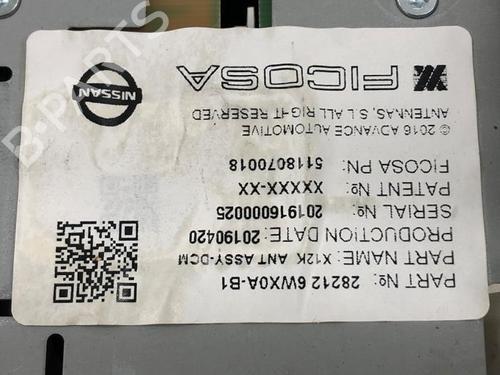 PART No: 28212 6WX0A-B1
PART NAME: X12K ANT ASSY-DCM
PRODUCTION DATE: 20190420
SERIAL No: 201916000025
PATENT No: XXXXX-XX
FICOSA PN: 5118070018
© 2016 ADVANCE AUTOMOTIVE
ANTENNAS, S.L ALL RIGHT RESERVED
FICOSA
NISSAN
B-PARTS